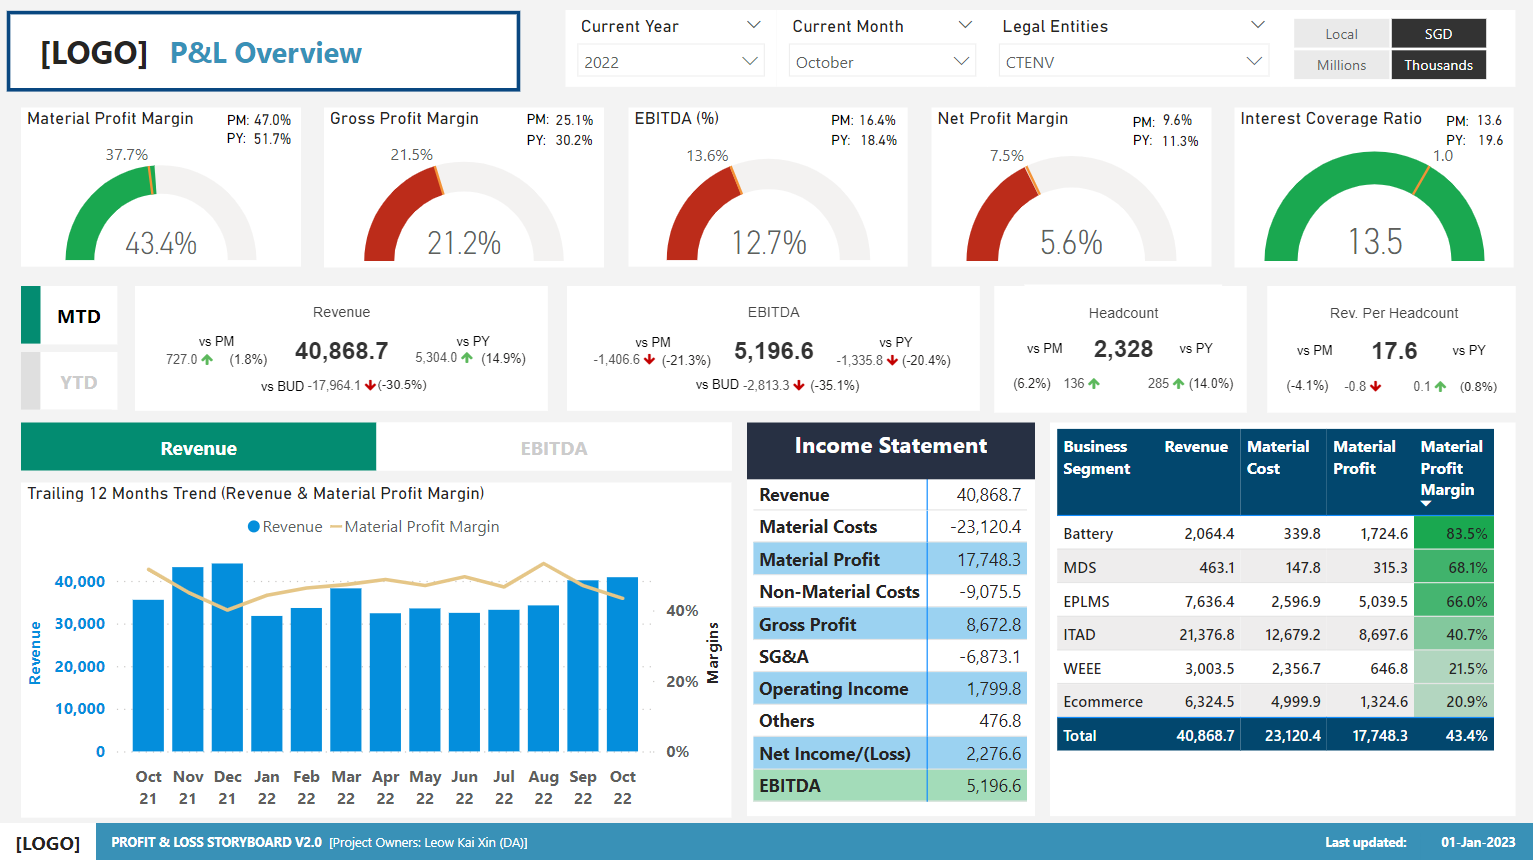 [LOGO] P&L Overview
Current Year
2022
Current Month
October
Legal Entities
CTENV
Local SGD
Millions Thousands
Material Profit Margin PM: 47.0%
PY: 51.7%
37.7%
43.4%
Gross Profit Margin PM: 25.1%
PY: 30.2%
21.5%
21.2%
EBITDA (%) PM: 16.4%
PY: 18.4%
13.6%
12.7%
Net Profit Margin PM: 9.6%
PY: 11.3%
7.5%
5.6%
Interest Coverage Ratio PM: 13.6
PY: 19.6
1.0
13.5
MTD
YTD
Revenue
vs PM 40,868.7 vs PY
727.0 (1.8%) 5,304.0 (14.9%)
vs BUD -17,964.1 (-30.5%)
EBITDA
vs PM 5,196.6 vs PY
-1,406.6 (-21.3%) -1,335.8 (-20.4%)
vs BUD -2,813.3 (-35.1%)
Headcount
vs PM 2,328 vs PY
(6.2%) 136 285 (14.0%)
Rev. Per Headcount
vs PM 17.6 vs PY
(-4.1%) -0.8 0.1 (0.8%)
Revenue EBITDA
Trailing 12 Months Trend (Revenue & Material Profit Margin)
Revenue Material Profit Margin
Revenue
40,000
30,000
20,000
10,000
0
40%
20%
0%
Margins
Oct Nov Dec Jan Feb Mar Apr May Jun Jul Aug Sep Oct
21 21 21 22 22 22 22 22 22 22 22 22 22
Income Statement
Revenue 40,868.7
Material Costs -23,120.4
Material Profit 17,748.3
Non-Material Costs -9,075.5
Gross Profit 8,672.8
SG&A -6,873.1
Operating Income 1,799.8
Others 476.8
Net Income/(Loss) 2,276.6
EBITDA 5,196.6
Business Revenue Material Material Material
Segment Cost Profit Profit
Margin
Battery 2,064.4 339.8 1,724.6 83.5%
MDS 463.1 147.8 315.3 68.1%
EPLMS 7,636.4 2,596.9 5,039.5 66.0%
ITAD 21,376.8 12,679.2 8,697.6 40.7%
WEEE 3,003.5 2,356.7 646.8 21.5%
Ecommerce 6,324.5 4,999.9 1,324.6 20.9%
Total 40,868.7 23,120.4 17,748.3 43.4%
[LOGO] PROFIT & LOSS STORYBOARD V2.0 [Project Owners: Leow Kai Xin (DA)] Last updated: 01-Jan-2023